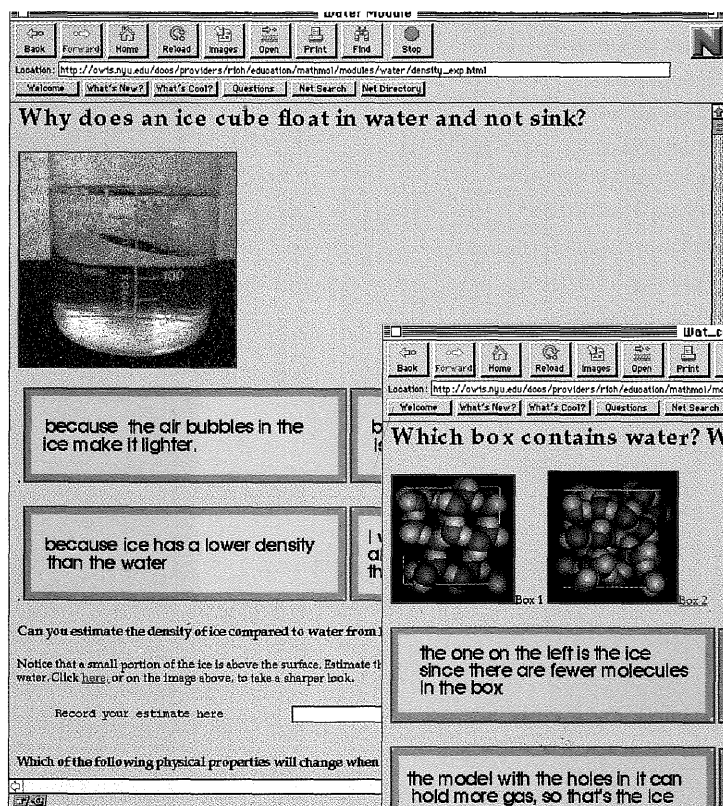 Water Module
Back Forward Home Reload Images Open Print Find Stop
Location: http://cwis.nyu.edu/docs/providers/rich/education/mathmol/modules/water/density_exp.html
Welcome What's New? What's Cool? Questions Net Search Net Directory
N
Why does an ice cube float in water and not sink?
100
because the air bubbles in the
ice make it lighter.
because ice has a lower density
than the water
Can you estimate the density of ice compared to water from
Notice that a small portion of the ice is above the surface. Estimate
water. Click here, or on the image above, to take a sharper look.
Record your estimate here
Which of the following physical properties will change when
Wat_c
Back Forward Home Reload Images Open Print
Location: http://cwis.nyu.edu/docs/providers/rich/education/mathmol/mo
Welcome What's New? What's Cool? Questions Net Search
Which box contains water? W
Box 1 Box 2
the one on the left is the ice
since there are fewer molecules
in the box
the model with the holes in it can
hold more gas, so that's the ice